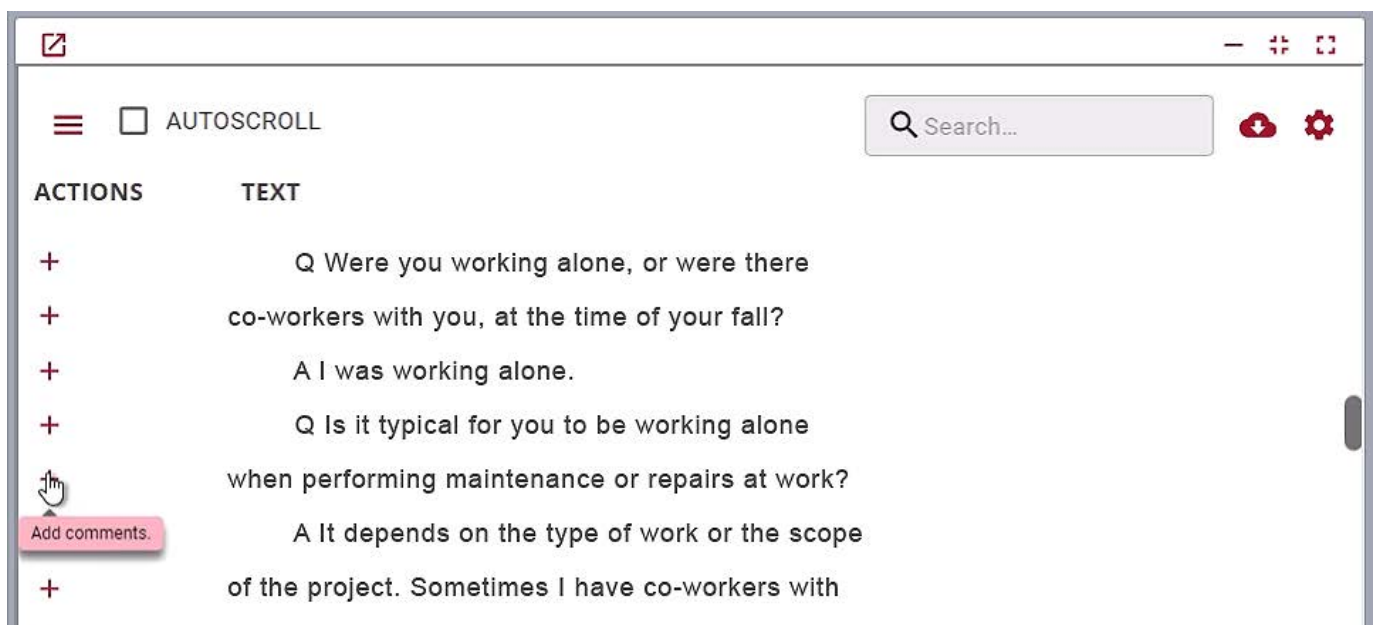 AUTOSCROLL
Search...
ACTIONS TEXT
Q Were you working alone, or were there
co-workers with you, at the time of your fall?
A I was working alone.
Q Is it typical for you to be working alone
when performing maintenance or repairs at work?
Add comments.
A It depends on the type of work or the scope
of the project. Sometimes I have co-workers with